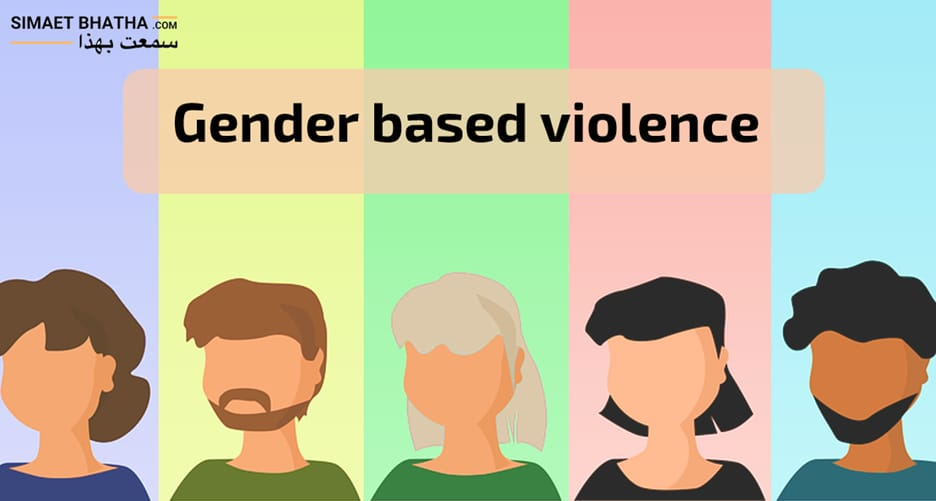 SIMAET BHATHA .COM
سمعت بهذا
Gender based violence